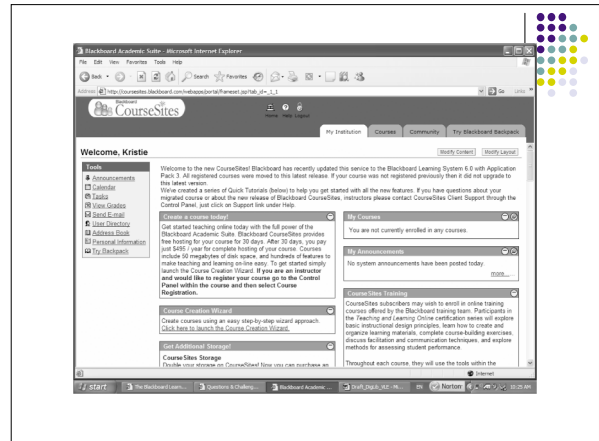 Blackboard Academic Suite - Microsoft Internet Explorer
File Edit View Favorites Tools Help
Back Search Favorites
Address http://coursesites.blackboard.com/webapps/portal/frameset.jsp?tab_id=_1_1 Go Links
Blackboard
CourseSites
Home Help Logout
My Institution Courses Community Try Blackboard Backpack
Welcome, Kristie
Modify Content Modify Layout
Tools
Announcements
Calendar
Tasks
View Grades
Send E-mail
User Directory
Address Book
Personal Information
Try Backpack
Welcome to the new CourseSites! Blackboard has recently updated this service to the Blackboard Learning System 6.0 with Application
Pack 3. All registered courses were moved to this latest release. If your course was not registered previously then it did not upgrade to
this latest version.
We've created a series of Quick Tutorials (below) to help you get started with all the new features. If you have questions about your
migrated course or about the new release of Blackboard CourseSites, instructors please contact CourseSites Client Support through the
Control Panel, just click on Support link under Help.
Create a course today!
Get started teaching online today with the full power of the
Blackboard Academic Suite. Blackboard CourseSites provides
free hosting for your course for 30 days. After 30 days, you pay
just $495 / year for complete hosting of your course. Courses
include 50 megabytes of disk space, and hundreds of features to
make teaching and learning on-line easy. To get started simply
launch the Course Creation Wizard. If you are an instructor
and would like to register your course go to the Control
Panel within the course and then select Course
Registration.
Course Creation Wizard
Create courses using an easy step-by-step wizard approach.
Click here to launch the Course Creation Wizard.
Get Additional Storage!
CourseSites Storage
Double your storage on CourseSites! Now you can purchase an
My Courses
You are not currently enrolled in any courses.
My Announcements
No system announcements have been posted today.
more...
CourseSites Training
CourseSites subscribers may wish to enroll in online training
courses offered by the Blackboard training team. Participants in
the Teaching and Learning Online certification series will explore
basic instructional design principles, learn how to create and
organize learning materials, complete course-building exercises,
discuss facilitation and communication techniques, and explore
methods for assessing student performance.
Throughout each course, they will use the tools within the
Internet
start The Blackboard Learn... Questions & Challeng... Blackboard Academic ... Draft_DigLib_VLE - Mi... EN Norton 10:25 AM